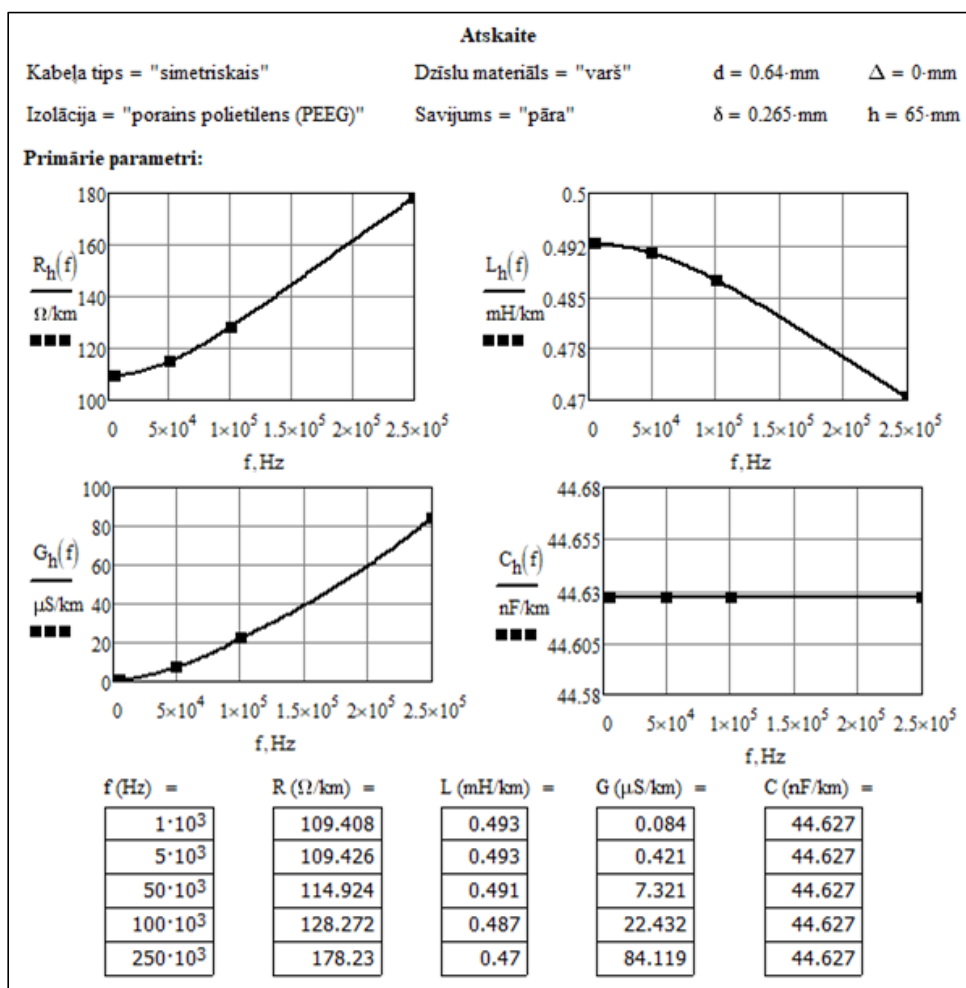 Atskaite
Kabeļa tips = "simetriskais" Dzīslu materiāls = "varš" d = 0.64·mm Δ = 0·mm
Izolācija = "porains polietilens (PEEG)" Savijums = "pāra" δ = 0.265·mm h = 65·mm
Primārie parametri:
180
160
140
120
100
R_h(f)
Ω/km
0 5×10⁴ 1×10⁵ 1.5×10⁵ 2×10⁵ 2.5×10⁵
f, Hz
0.5
0.492
0.485
0.478
0.47
L_h(f)
mH/km
0 5×10⁴ 1×10⁵ 1.5×10⁵ 2×10⁵ 2.5×10⁵
f, Hz
100
80
60
40
20
0
G_h(f)
μS/km
0 5×10⁴ 1×10⁵ 1.5×10⁵ 2×10⁵ 2.5×10⁵
f, Hz
44.68
44.655
44.63
44.605
44.58
C_h(f)
nF/km
0 5×10⁴ 1×10⁵ 1.5×10⁵ 2×10⁵ 2.5×10⁵
f, Hz
f (Hz) = R (Ω/km) = L (mH/km) = G (μS/km) = C (nF/km) =
1·10³ 109.408 0.493 0.084 44.627
5·10³ 109.426 0.493 0.421 44.627
50·10³ 114.924 0.491 7.321 44.627
100·10³ 128.272 0.487 22.432 44.627
250·10³ 178.23 0.47 84.119 44.627